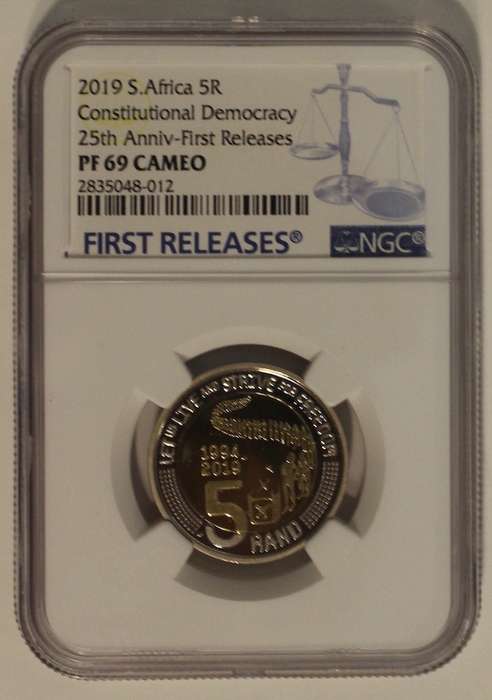 2019 S.Africa 5R
Constitutional Democracy
25th Anniv-First Releases
PF 69 CAMEO
2835048-012
FIRST RELEASES®
NGC®
LET US LIVE AND STRIVE FOR FREEDOM
1994
2019
5
RAND